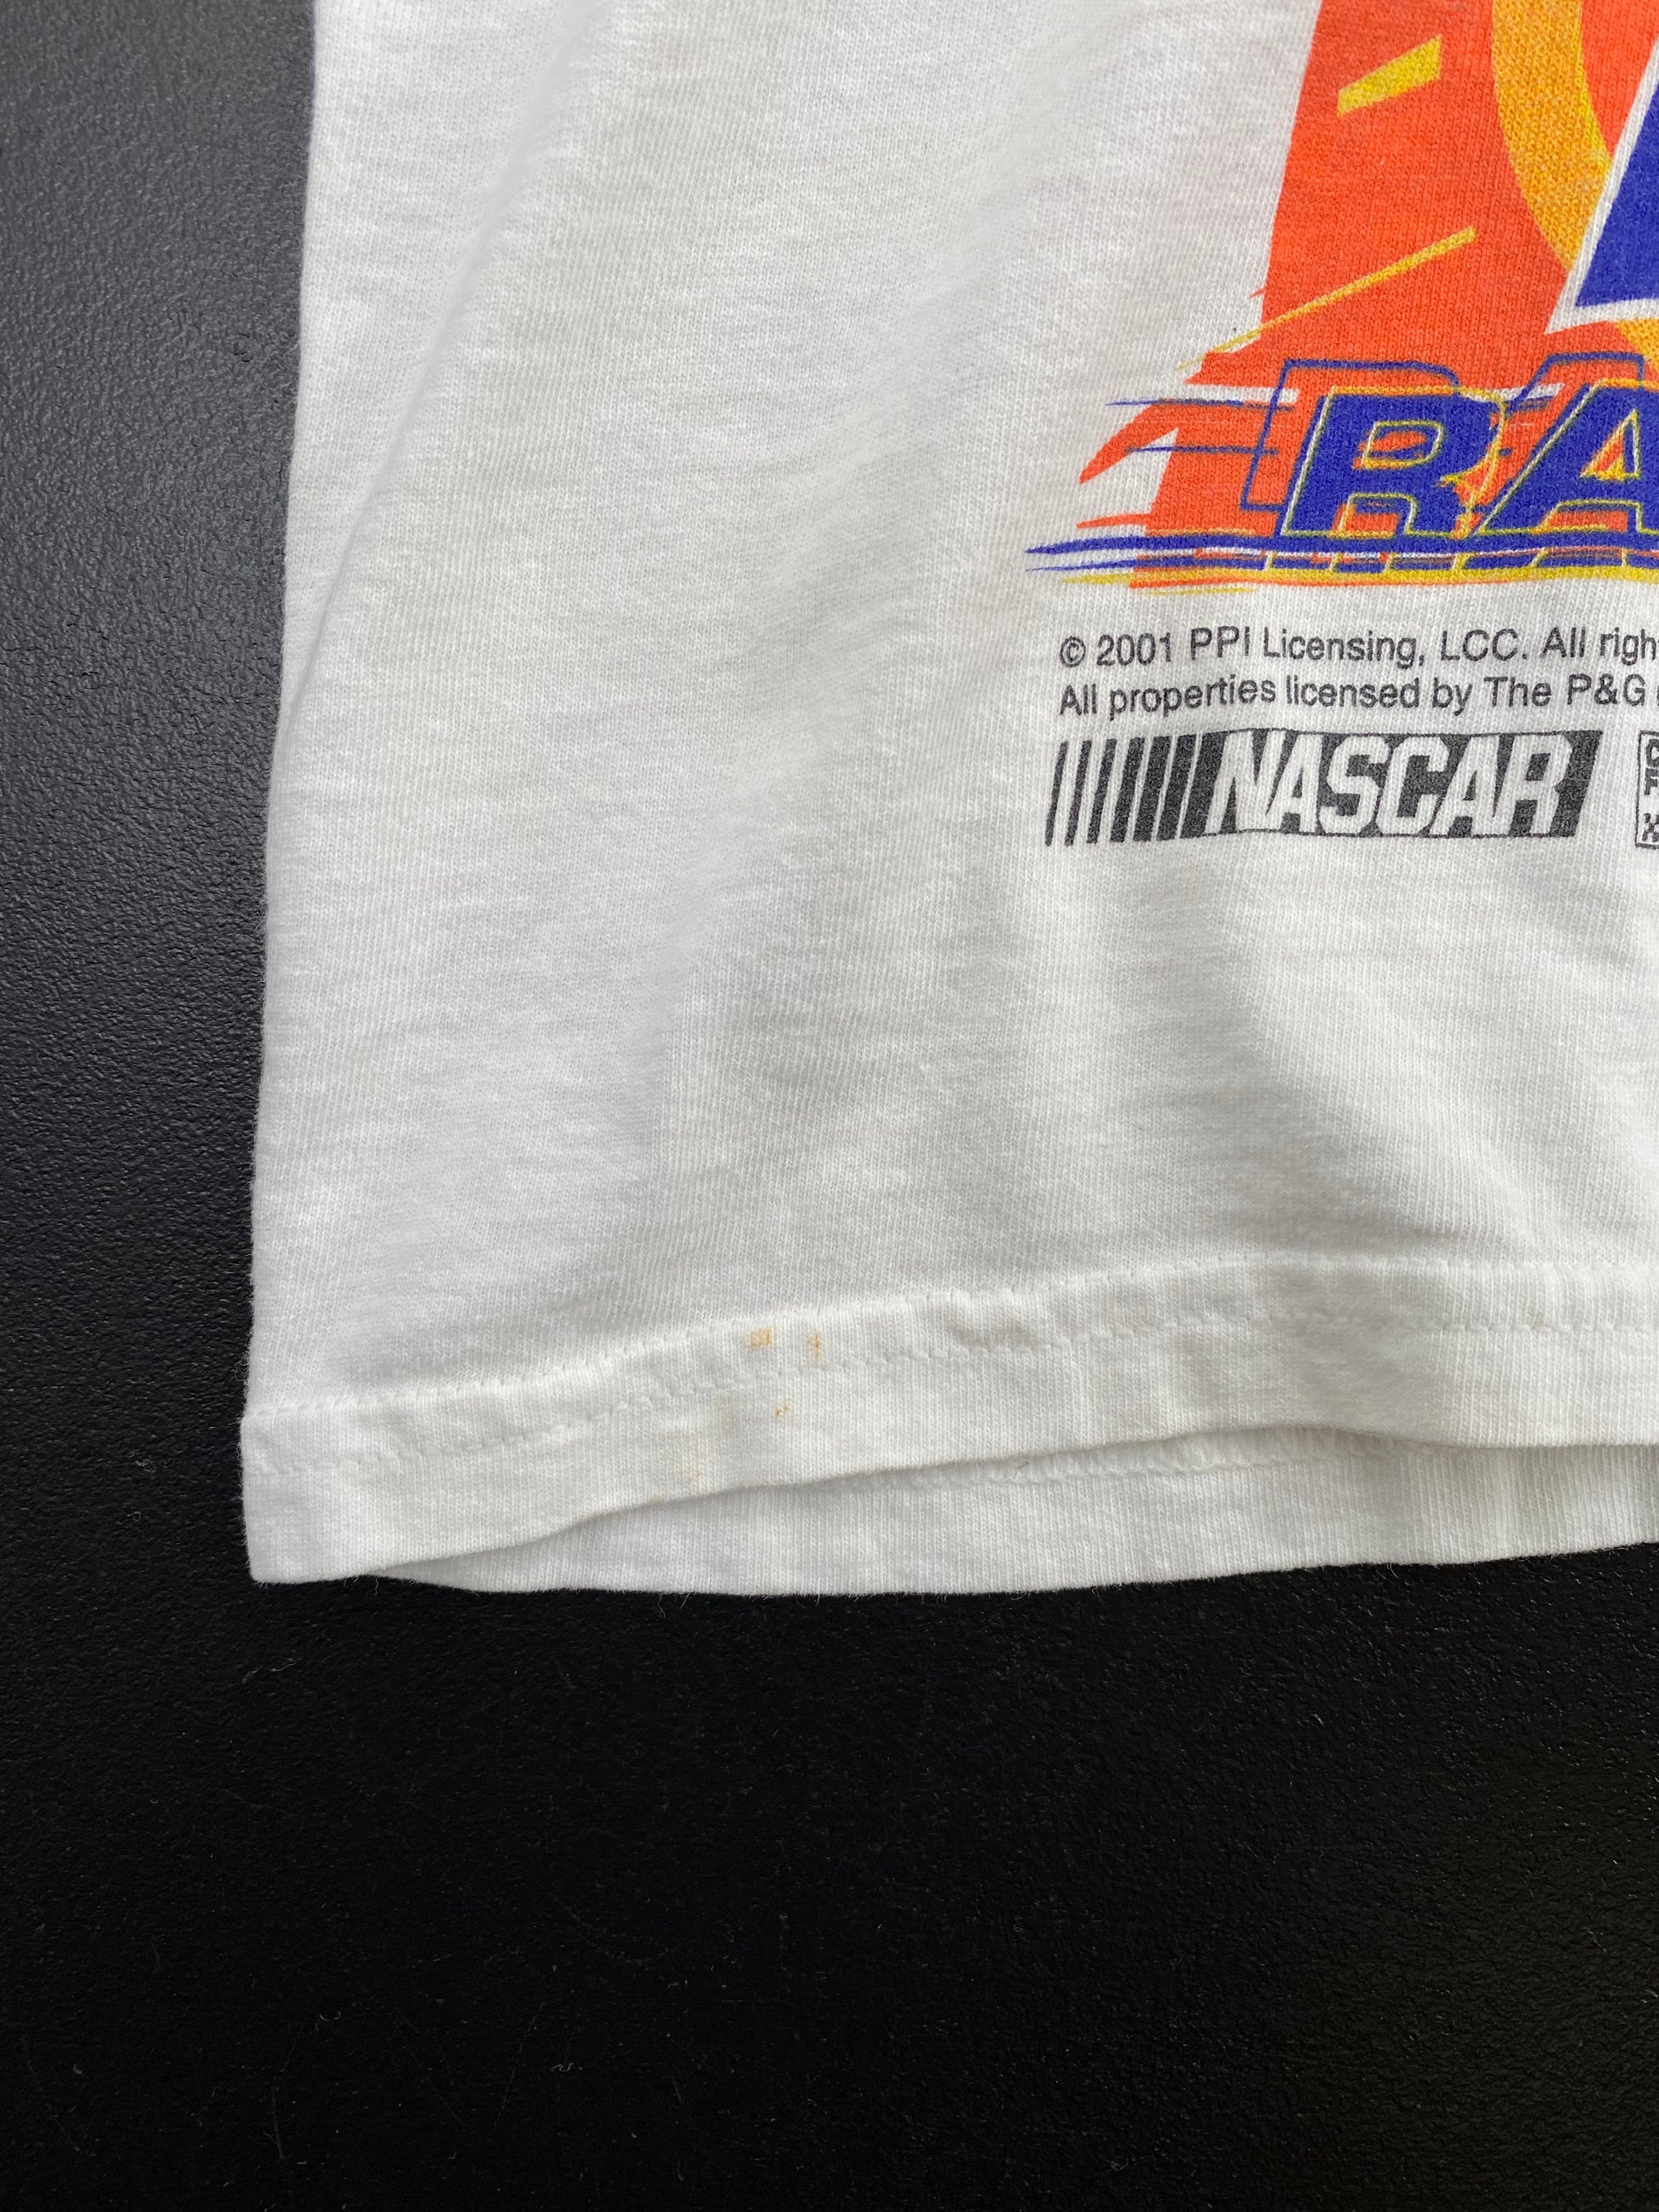 RA
© 2001 PPI Licensing, LCC. All righ
All properties licensed by The P&G
NASCAR